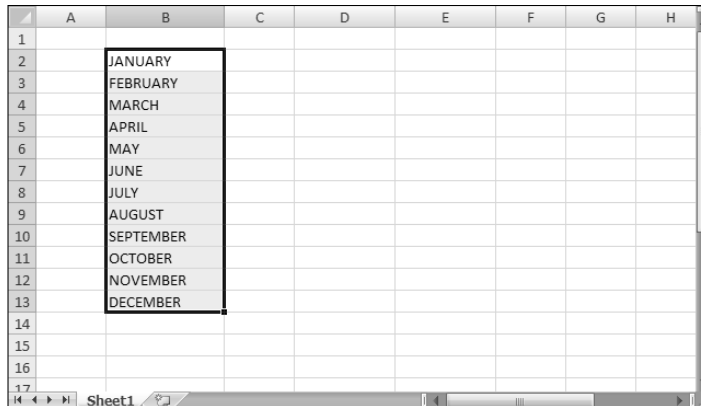 A B C D E F G H
1
2 JANUARY
3 FEBRUARY
4 MARCH
5 APRIL
6 MAY
7 JUNE
8 JULY
9 AUGUST
10 SEPTEMBER
11 OCTOBER
12 NOVEMBER
13 DECEMBER
14
15
16
17
Sheet1